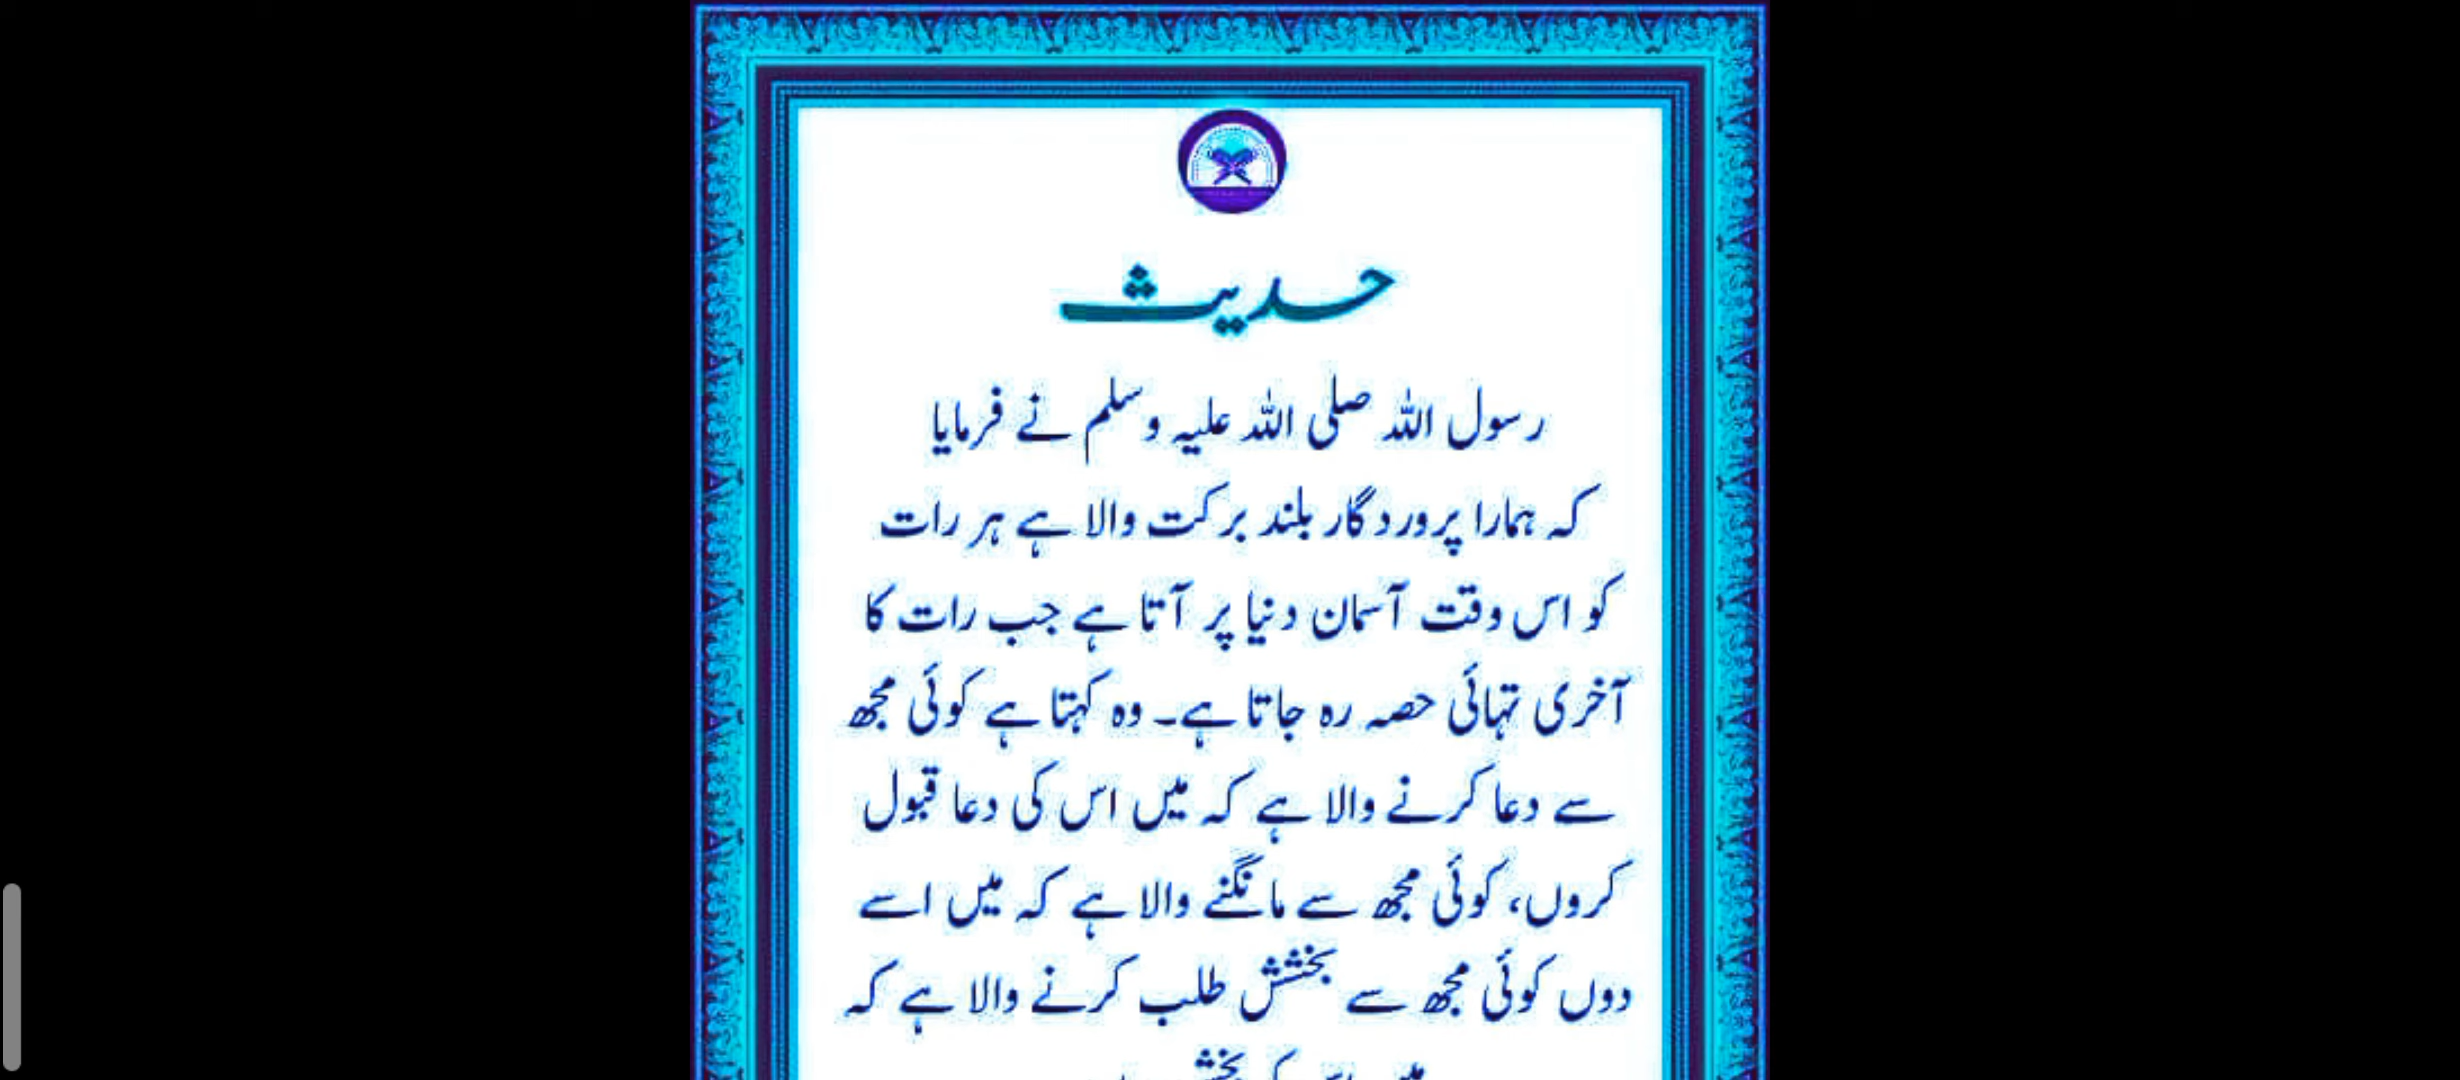 حدیث
رسول اللہ صلی اللہ علیہ وسلم نے فرمایا
کہ ہمارا پروردگار بلند برکت والا ہے ہر رات
کو اس وقت آسمان دنیا پر آتا ہے جب رات کا
آخری تہائی حصہ رہ جاتا ہے۔ وہ کہتا ہے کوئی مجھ
سے دعا کرنے والا ہے کہ میں اس کی دعا قبول
کروں، کوئی مجھ سے مانگنے والا ہے کہ میں اسے
دوں کوئی مجھ سے بخشش طلب کرنے والا ہے کہ